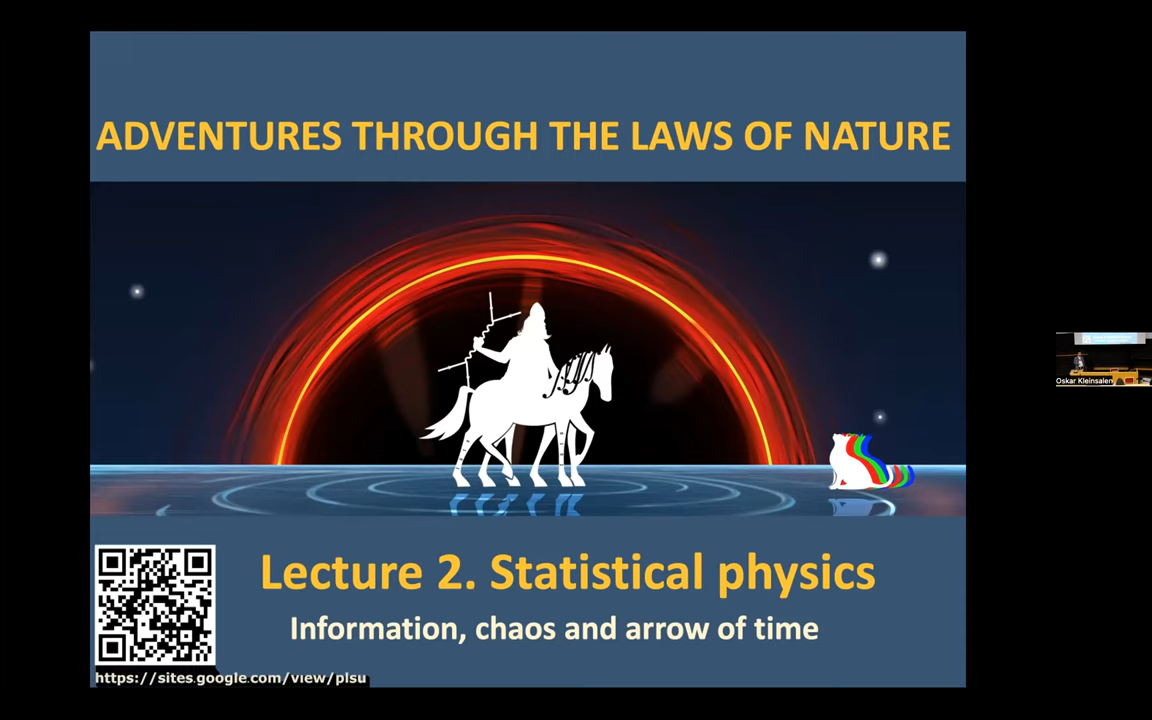 ADVENTURES THROUGH THE LAWS OF NATURE
Lecture 2. Statistical physics
Information, chaos and arrow of time
https://sites.google.com/view/plsu
Oskar Kleinsalen